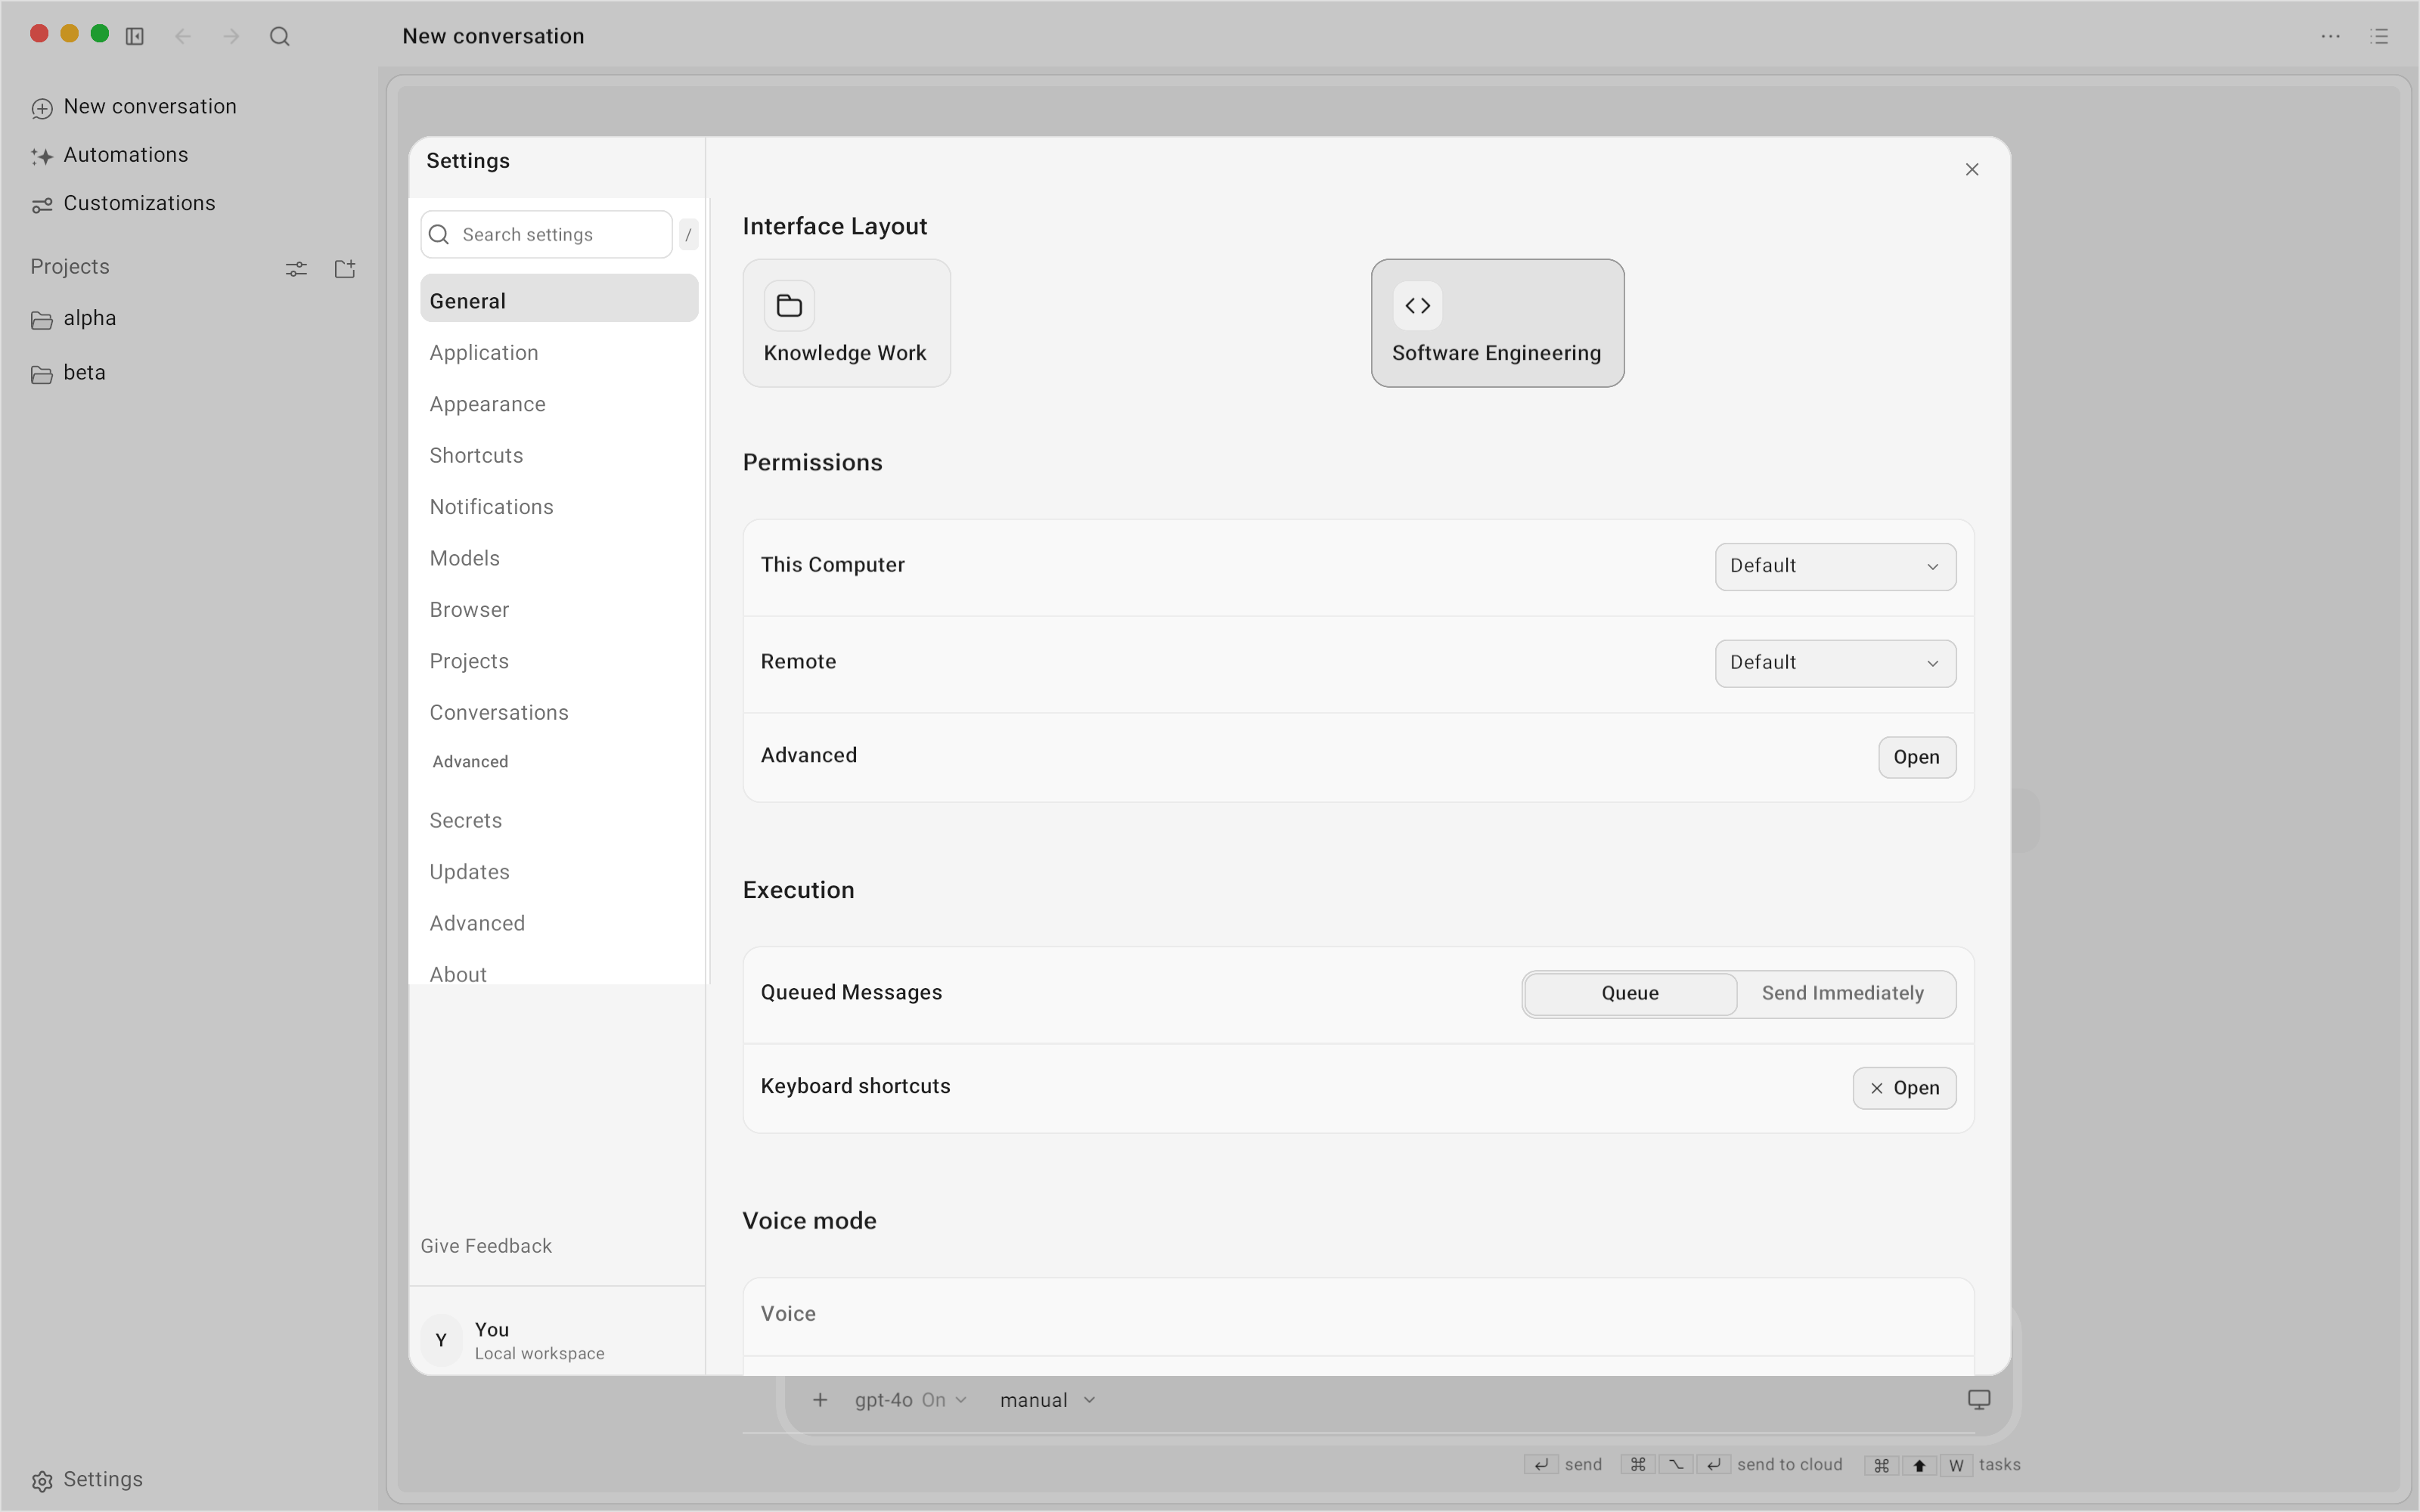 New conversation
New conversation
Automations
Customizations
Projects
alpha
beta
Settings
Settings
Search settings /
General
Application
Appearance
Shortcuts
Notifications
Models
Browser
Projects
Conversations
Advanced
Secrets
Updates
Advanced
About
Give Feedback
Y
You
Local workspace
Interface Layout
Knowledge Work
Software Engineering
Permissions
This Computer Default
Remote Default
Advanced Open
Execution
Queued Messages Queue Send Immediately
Keyboard shortcuts Open
Voice mode
Voice
gpt-4o On manual
send ⌘ ⌥ send to cloud ⌘ W tasks